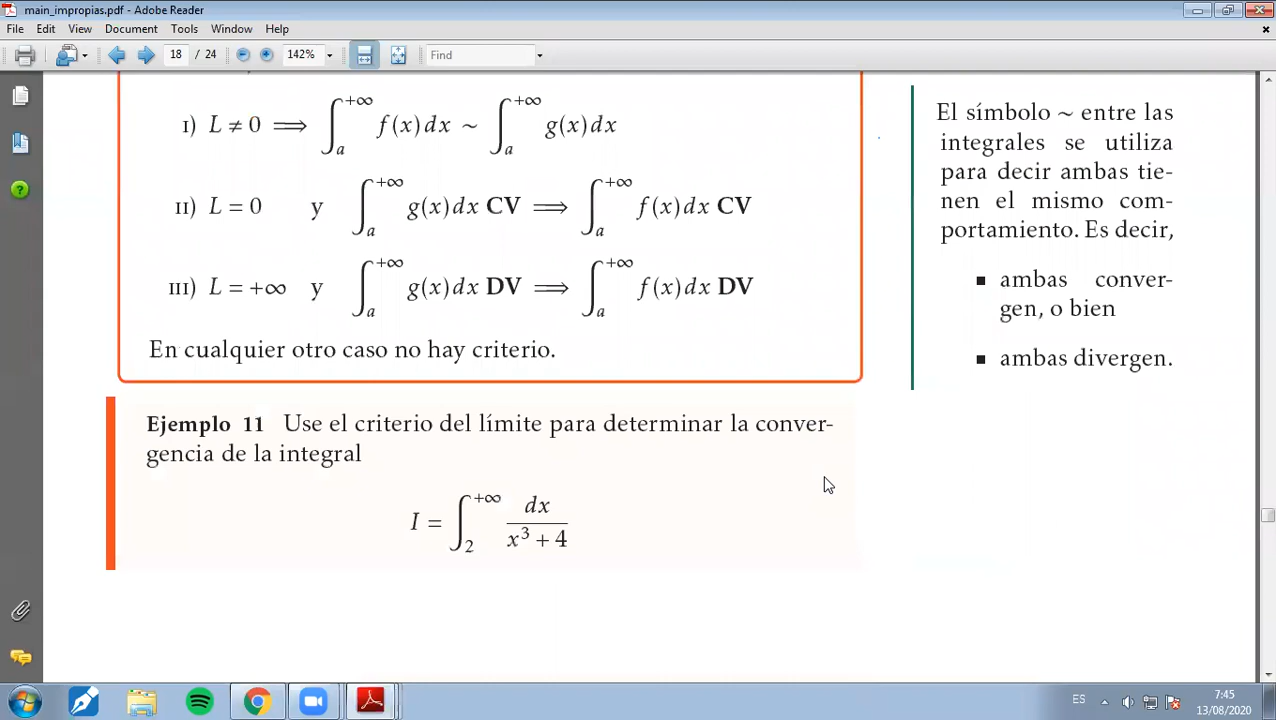 main_impropias.pdf - Adobe Reader
File Edit View Document Tools Window Help
18 / 24 142% Find
I) L ≠ 0 ⟹ ∫_a^{+∞} f(x)dx ~ ∫_a^{+∞} g(x)dx
II) L = 0 y ∫_a^{+∞} g(x)dx CV ⟹ ∫_a^{+∞} f(x)dx CV
III) L = +∞ y ∫_a^{+∞} g(x)dx DV ⟹ ∫_a^{+∞} f(x)dx DV
En cualquier otro caso no hay criterio.
El símbolo ~ entre las
integrales se utiliza
para decir ambas tie-
nen el mismo com-
portamiento. Es decir,
▪ ambas conver-
gen, o bien
▪ ambas divergen.
Ejemplo 11 Use el criterio del límite para determinar la conver-
gencia de la integral
I = ∫_2^{+∞} dx / (x^3 + 4)
ES
7:45
13/08/2020